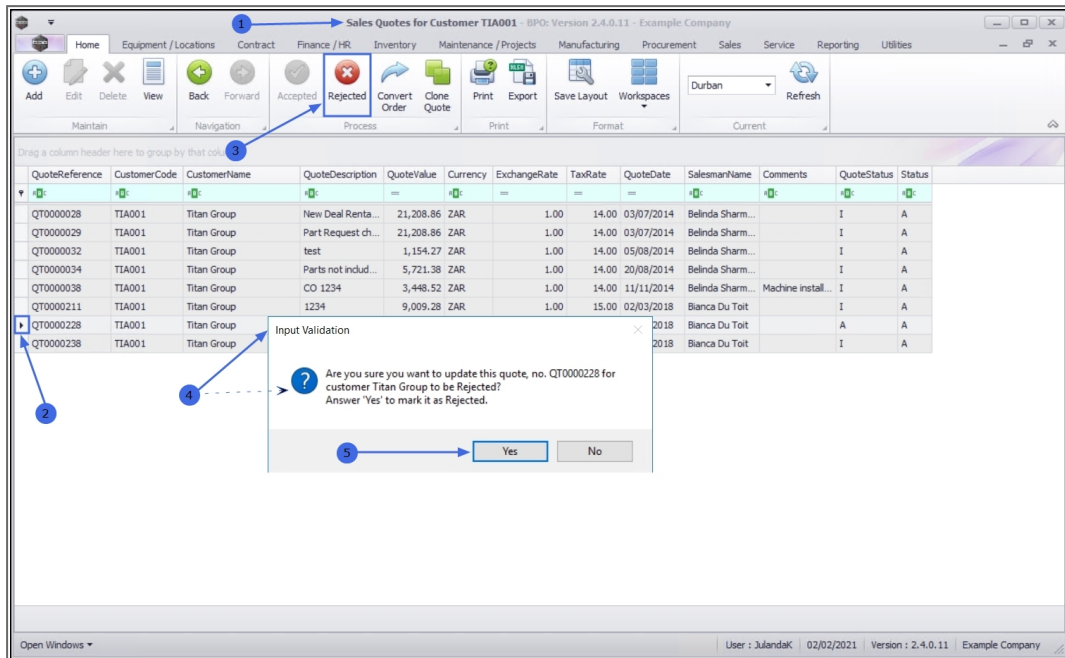 1 Sales Quotes for Customer TIA001 - BPO: Version 2.4.0.11 - Example Company
Home Equipment / Locations Contract Finance / HR Inventory Maintenance / Projects Manufacturing Procurement Sales Service Reporting Utilities
Add Edit Delete View Back Forward Accepted Rejected Convert Order Clone Quote Print Export Save Layout Workspaces Durban Refresh
Maintain Navigation Process Print Format Current
3
Drag a column header here to group by that colu
QuoteReference CustomerCode CustomerName QuoteDescription QuoteValue Currency ExchangeRate TaxRate QuoteDate SalesmanName Comments QuoteStatus Status
QT0000028 TIA001 Titan Group New Deal Renta... 21,208.86 ZAR 1.00 14.00 03/07/2014 Belinda Sharm... I A
QT0000029 TIA001 Titan Group Part Request ch... 21,208.86 ZAR 1.00 14.00 03/07/2014 Belinda Sharm... I A
QT0000032 TIA001 Titan Group test 1,154.27 ZAR 1.00 14.00 05/08/2014 Belinda Sharm... I A
QT0000034 TIA001 Titan Group Parts not includ... 5,721.38 ZAR 1.00 14.00 20/08/2014 Belinda Sharm... I A
QT0000038 TIA001 Titan Group CO 1234 3,448.52 ZAR 1.00 14.00 11/11/2014 Belinda Sharm... Machine install... I A
QT0000211 TIA001 Titan Group 1234 9,009.28 ZAR 1.00 15.00 02/03/2018 Bianca Du Toit I A
QT0000228 TIA001 Titan Group 2018 Bianca Du Toit A A
QT0000238 TIA001 Titan Group 2018 Bianca Du Toit I A
2
Input Validation
4
Are you sure you want to update this quote, no. QT0000228 for
customer Titan Group to be Rejected?
Answer 'Yes' to mark it as Rejected.
5 Yes No
Open Windows User : JulandaK 02/02/2021 Version : 2.4.0.11 Example Company